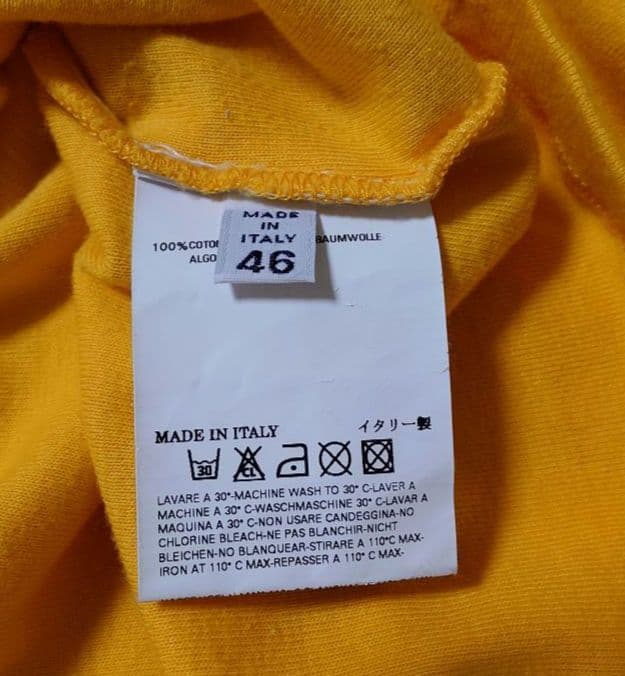 MADE
IN
ITALY
46
100%COTO BAUMWOLLE
ALGO
MADE IN ITALY イタリー製
30 CL
LAVARE A 30°-MACHINE WASH TO 30° C-LAVER A
MACHINE A 30° C-WASCHMASCHINE 30° C-LAVAR A
MAQUINA A 30° C-NON USARE CANDEGGINA-NO
CHLORINE BLEACH-NE PAS BLANCHIR-NICHT
BLEICHEN-NO BLANQUEAR-STIRARE A 110°C MAX-
IRON AT 110° C MAX-REPASSER A 110° C MAX-